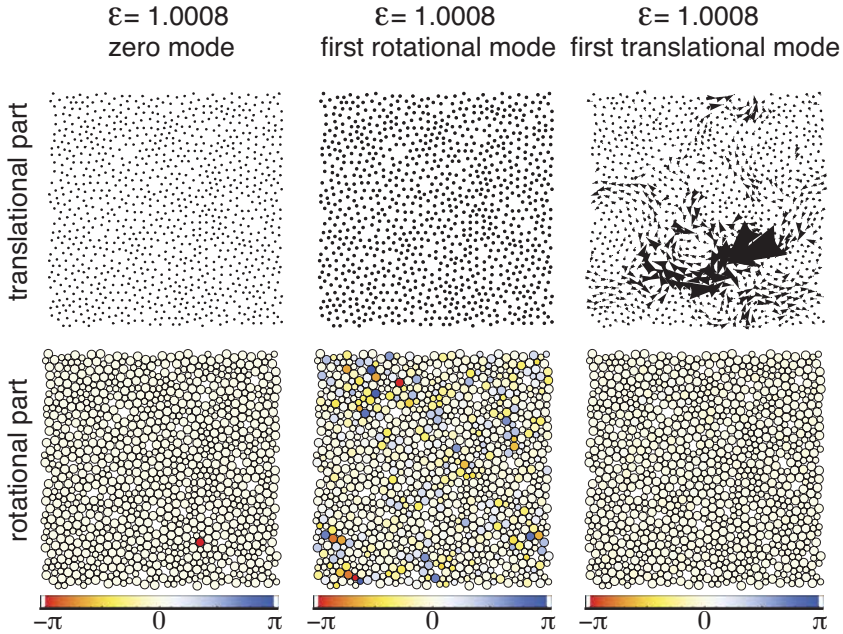 ε= 1.0008 ε= 1.0008 ε= 1.0008
zero mode first rotational mode first translational mode
translational part
rotational part
−π 0 π −π 0 π −π 0 π